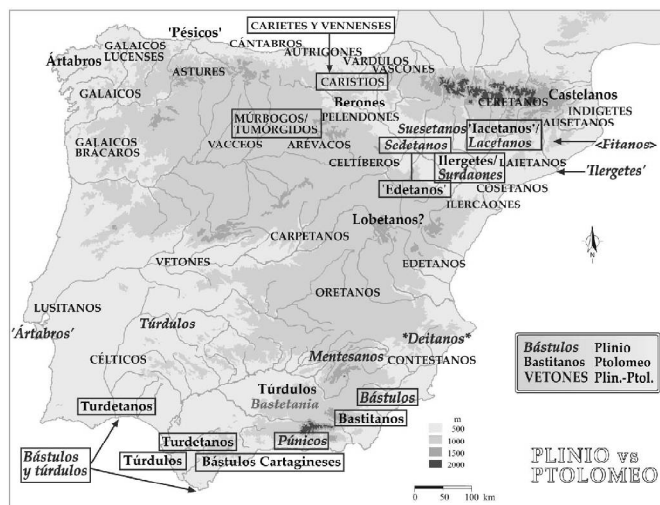 CARIETES Y VENNENSES
'Pésicos'
CÁNTABROS
AUTRIGONES
GALAICOS
LUCENSES
Ártabros
VÁRDULOS
VASCONES
ASTURES
CARISTIOS
Castelanos
GALAICOS
Berones
CERETANOS
INDIGETES
MÚRBOGOS/
TUMÓRGIDOS
PELENDONES
Suesetanos
'Iacetanos'/
Lacetanos
AUSETANOS
GALAICOS
BRACAROS
VACCEOS
ARÉVACOS
Sedetanos
<Fitanos>
CELTÍBEROS
Ilergetes/
Surdaones
LAIETANOS
'Ilergetes'
'Edetanos'
COSETANOS
ILERCAONES
Lobetanos?
CARPETANOS
VETONES
EDETANOS
ORETANOS
LUSITANOS
'Ártabros'
Túrdulos
*Deitanos*
CÉLTICOS
Mentesanos
CONTESTANOS
Túrdulos
Bastetania
Bástulos
Turdetanos
Bastitanos
Turdetanos
Púnicos
Bástulos
y túrdulos
Túrdulos
Bástulos Cartagineses
Bástulos Plinio
Bastitanos Ptolomeo
VETONES Plin.-Ptol.
m
500
1000
1500
2000
0 50 100 km
PLINIO vs
PTOLOMEO